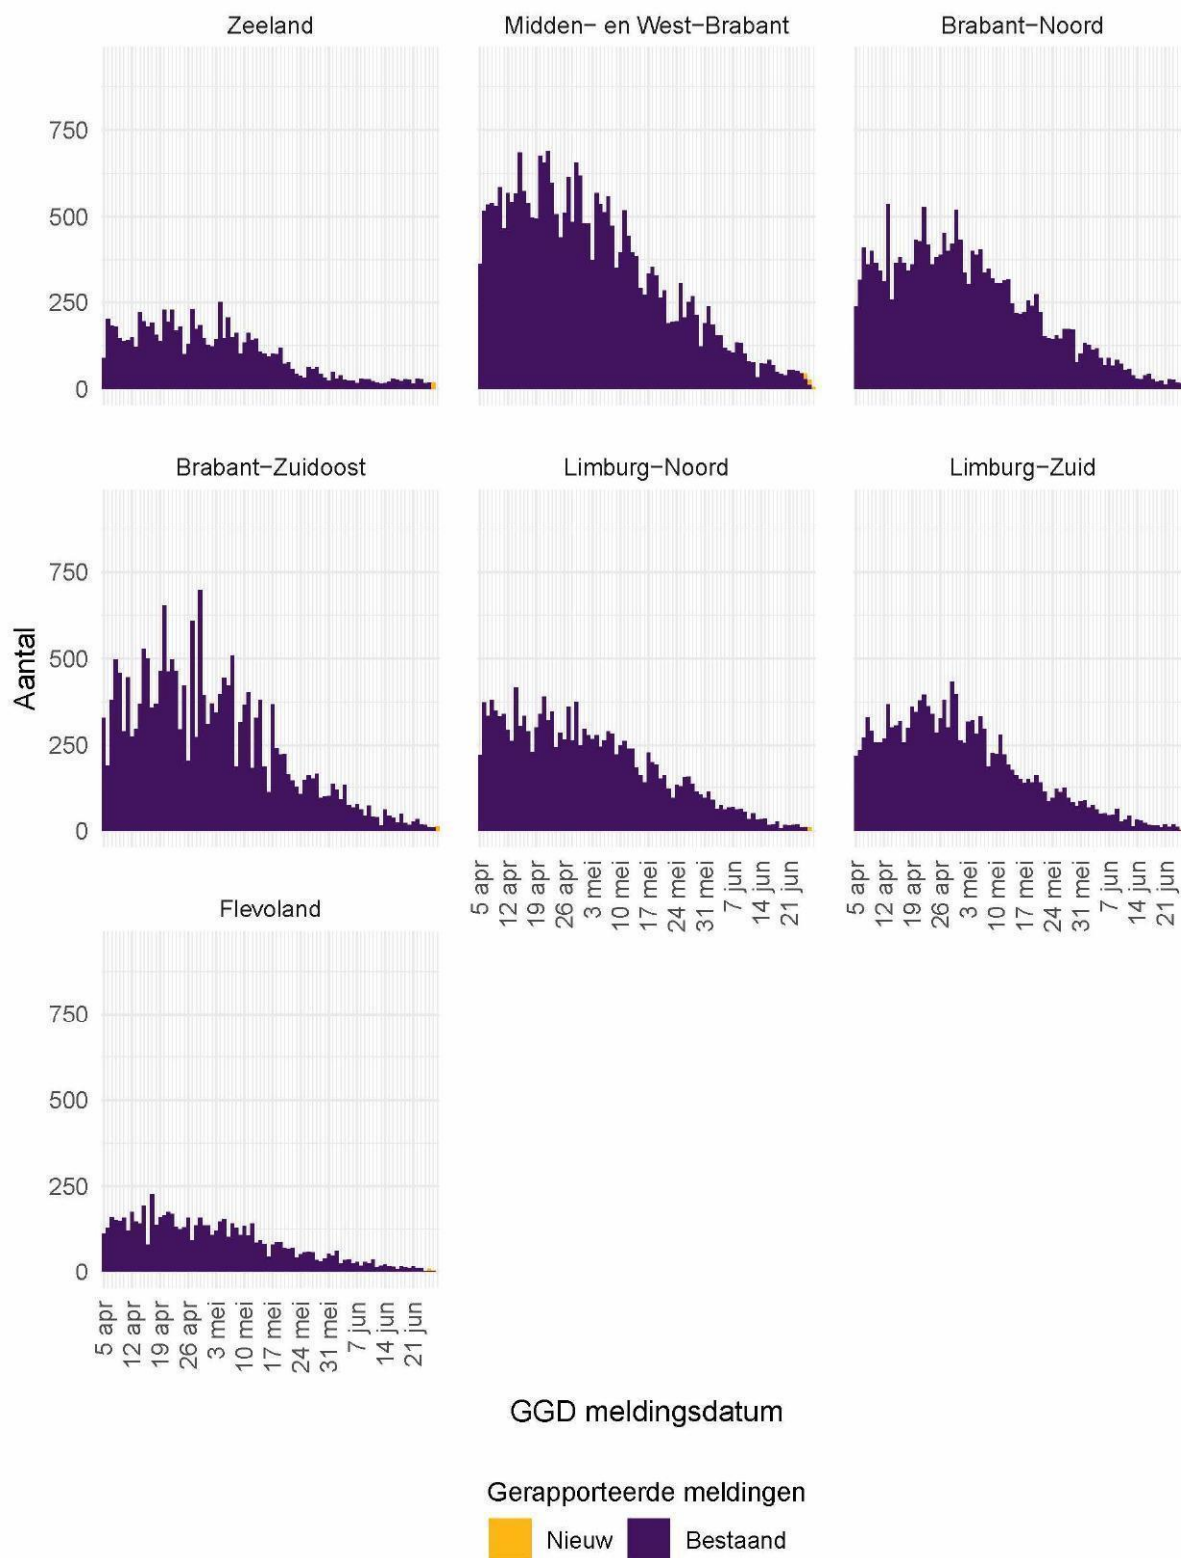 Zeeland
Midden- en West-Brabant
Brabant-Noord
750
500
250
0
Brabant-Zuidoost
Limburg-Noord
Limburg-Zuid
Aantal
750
500
250
0
5 apr
12 apr
19 apr
26 apr
3 mei
10 mei
17 mei
24 mei
31 mei
7 jun
14 jun
21 jun
5 apr
12 apr
19 apr
26 apr
3 mei
10 mei
17 mei
24 mei
31 mei
7 jun
14 jun
21 jun
Flevoland
750
500
250
0
5 apr
12 apr
19 apr
26 apr
3 mei
10 mei
17 mei
24 mei
31 mei
7 jun
14 jun
21 jun
GGD meldingsdatum
Gerapporteerde meldingen
Nieuw Bestaand